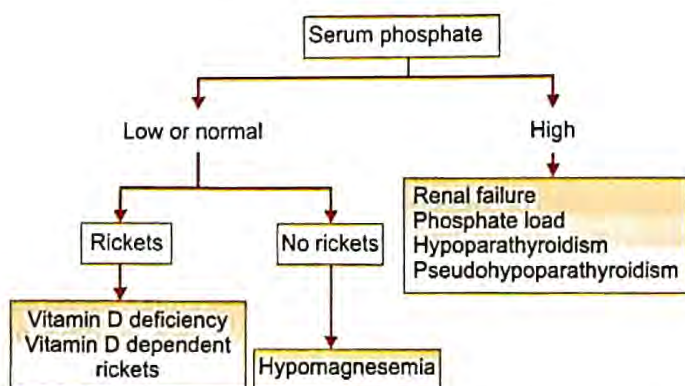 Serum phosphate
Low or normal
High
Rickets
No rickets
Renal failure
Phosphate load
Hypoparathyroidism
Pseudohypoparathyroidism
Vitamin D deficiency
Vitamin D dependent
rickets
Hypomagnesemia